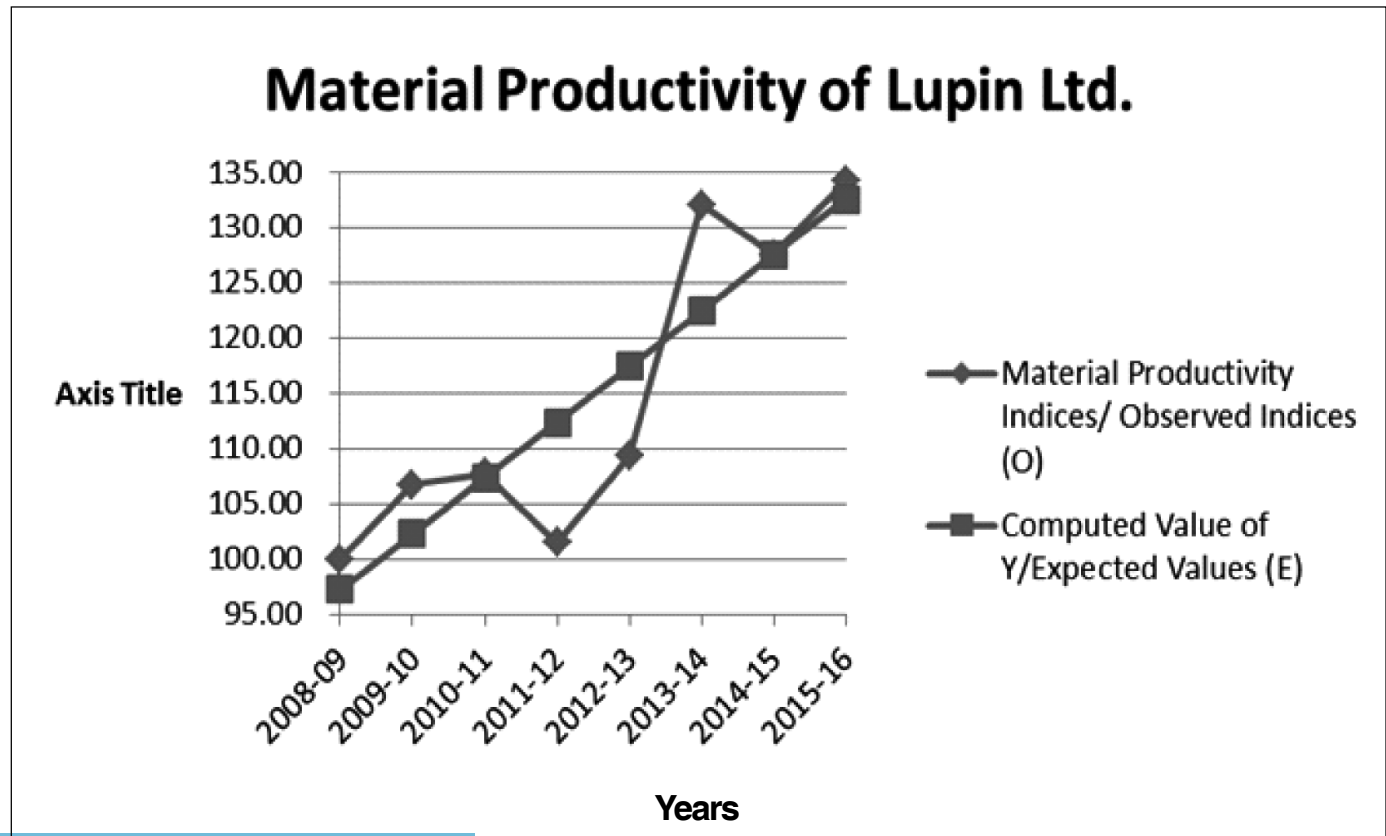 Material Productivity of Lupin Ltd.
135.00
130.00
125.00
120.00
115.00
110.00
105.00
100.00
95.00
Axis Title
2008-09
2009-10
2010-11
2011-12
2012-13
2013-14
2014-15
2015-16
Years
Material Productivity
Indices/ Observed Indices
(O)
Computed Value of
Y/Expected Values (E)